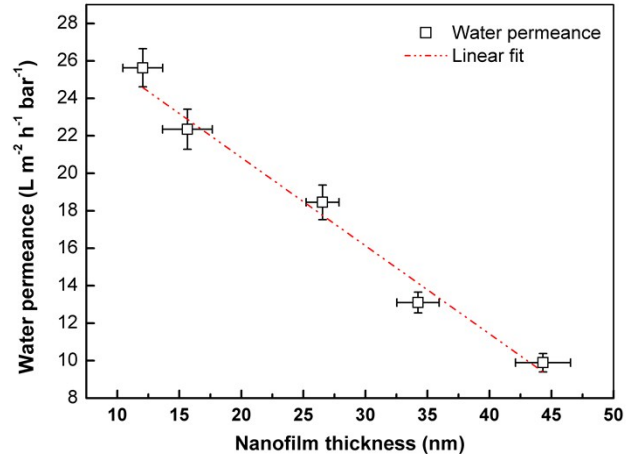 28
26
24
22
20
18
16
14
12
10
8
Water permeance (L m⁻² h⁻¹ bar⁻¹)
Water permeance
Linear fit
10 15 20 25 30 35 40 45 50
Nanofilm thickness (nm)